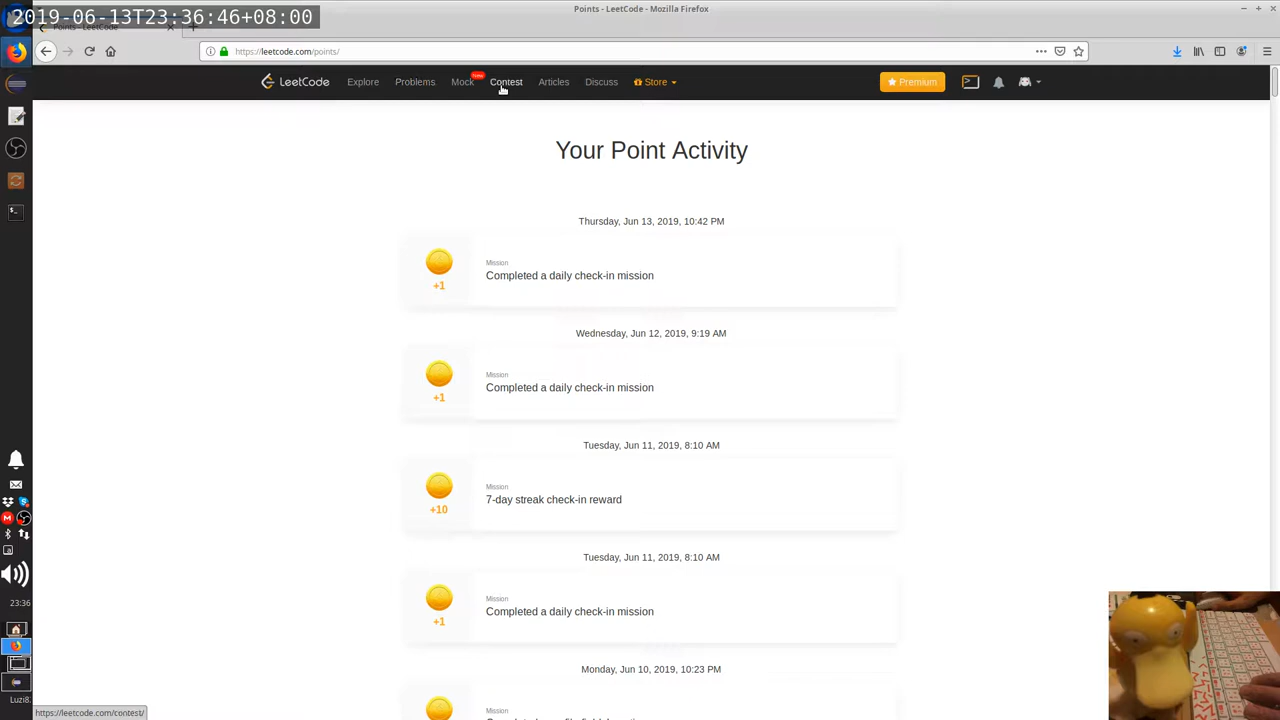 2019-06-13T23:36:46+08:00
Points - LeetCode - Mozilla Firefox
Points - LeetCode
https://leetcode.com/points/
LeetCode
Explore
Problems
Mock
New
Contest
Articles
Discuss
Store
Premium
Your Point Activity
Thursday, Jun 13, 2019, 10:42 PM
Mission
Completed a daily check-in mission
+1
Wednesday, Jun 12, 2019, 9:19 AM
Mission
Completed a daily check-in mission
+1
Tuesday, Jun 11, 2019, 8:10 AM
Mission
7-day streak check-in reward
+10
Tuesday, Jun 11, 2019, 8:10 AM
Mission
Completed a daily check-in mission
+1
Monday, Jun 10, 2019, 10:23 PM
Mission
23:36
Luzi8
https://leetcode.com/contest/